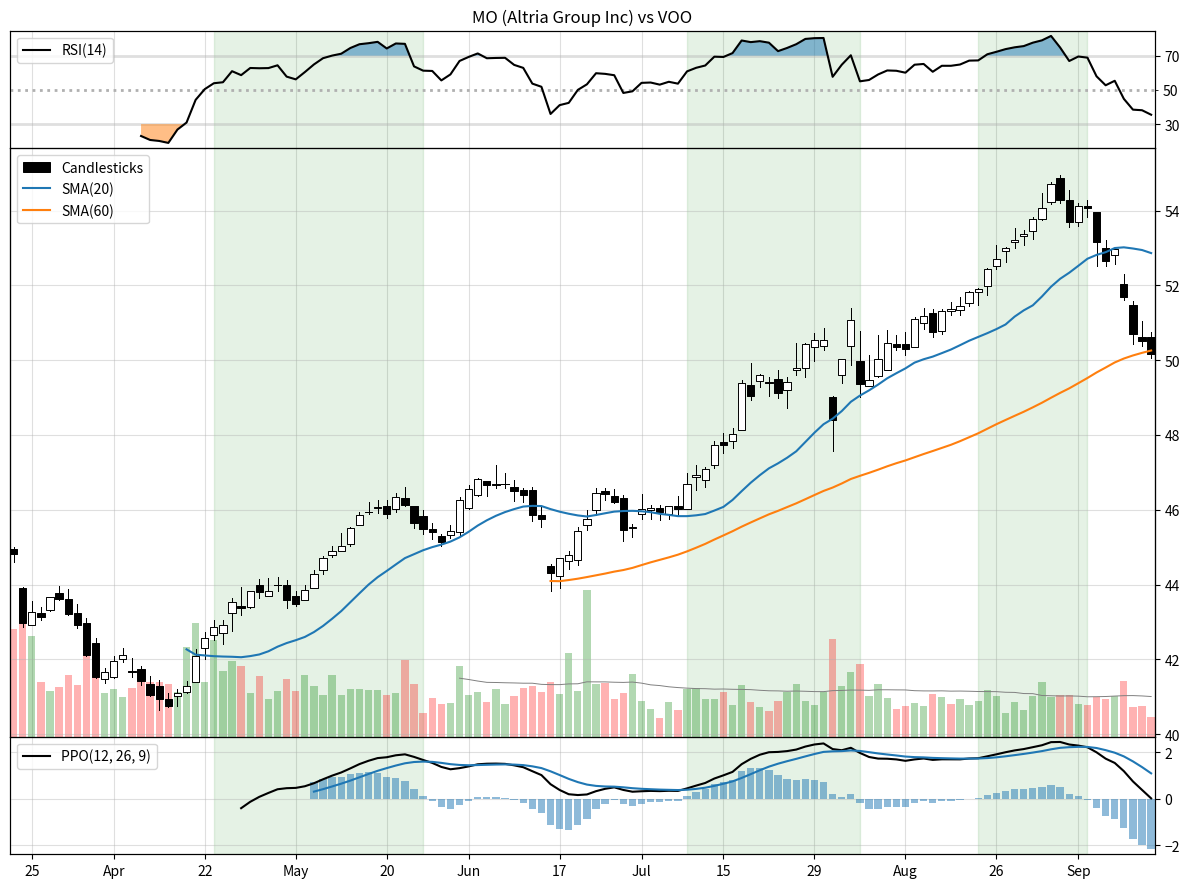 MO (Altria Group Inc) vs VOO
RSI(14)
70
50
30
Candlesticks
SMA(20)
SMA(60)
54
52
50
48
46
44
42
40
PPO(12, 26, 9)
2
0
−2
25 Apr 22 May 20 Jun 17 Jul 15 29 Aug 26 Sep